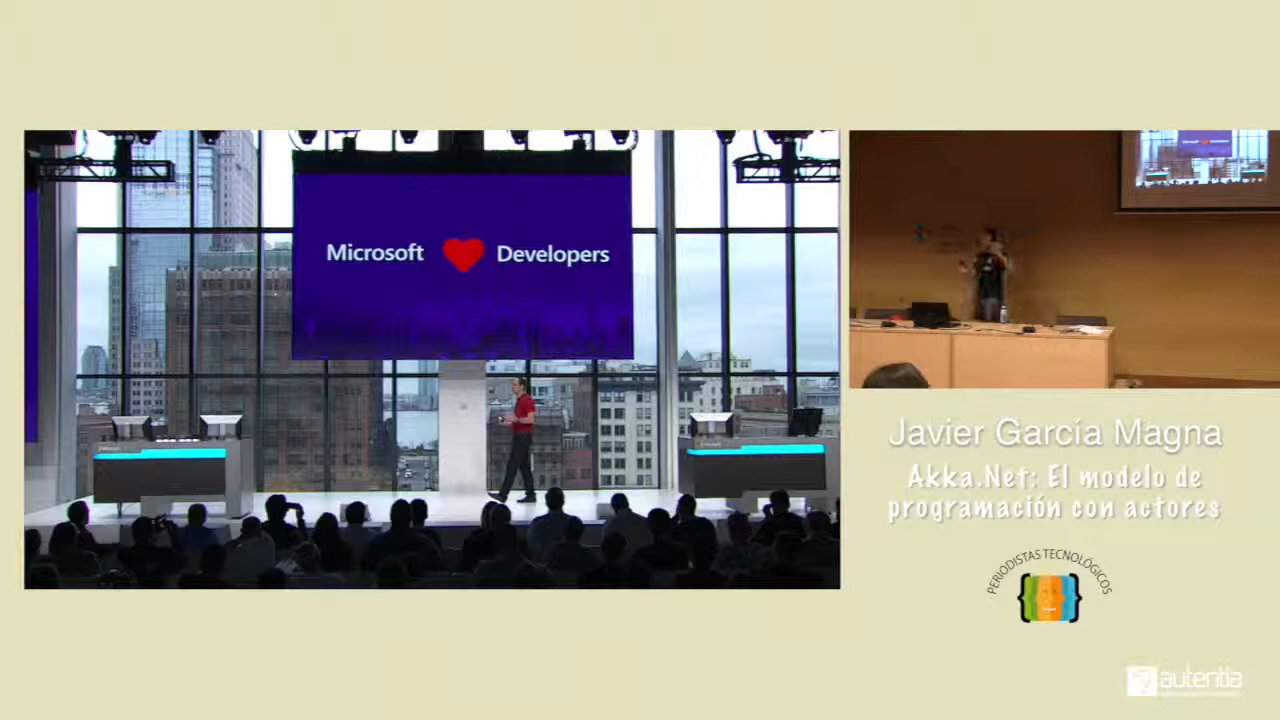 Microsoft Developers
Javier García Magna
Akka.Net: El modelo de
programación con actores
PERIODISTAS TECNOLÓGICOS
autentia